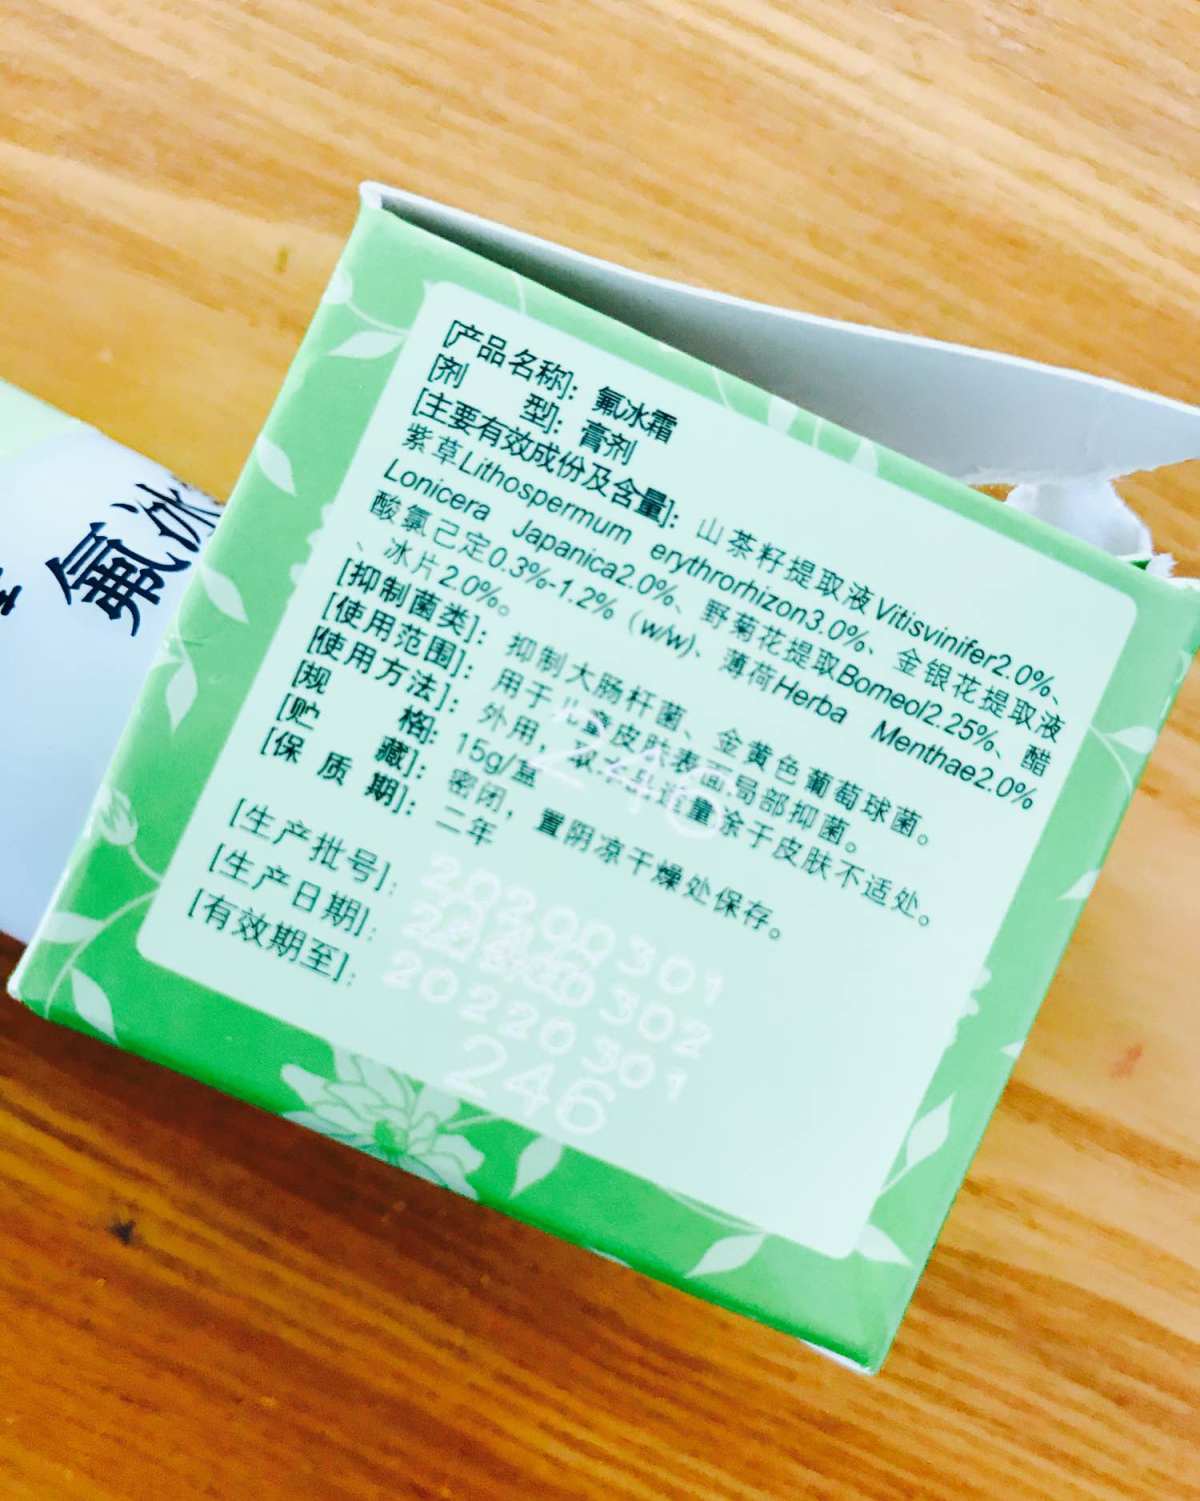 氟冰
[产品名称]：氟冰霜
[剂 型]：膏剂
[主要有效成份及含量]：山茶籽提取液Vitisvinifer2.0%、
紫草Lithospermum erythrorhizon3.0%、金银花提取液
Lonicera Japanica2.0%、野菊花提取Bomeol2.25%、醋
酸氯己定0.3%-1.2%（w/w)、薄荷Herba Menthae2.0%
、冰片2.0%。
[抑制菌类]：抑制大肠杆菌、金黄色葡萄球菌。
[使用范围]：用于儿童皮肤表面局部抑菌。
[使用方法]：外用，取本品适量涂于皮肤不适处。
[规 格]：15g/盒
[贮 藏]：密闭，置阴凉干燥处保存。
[保 质 期]：二年
[生产批号]：20200301
[生产日期]：20200302
[有效期至]：20220301
246
246